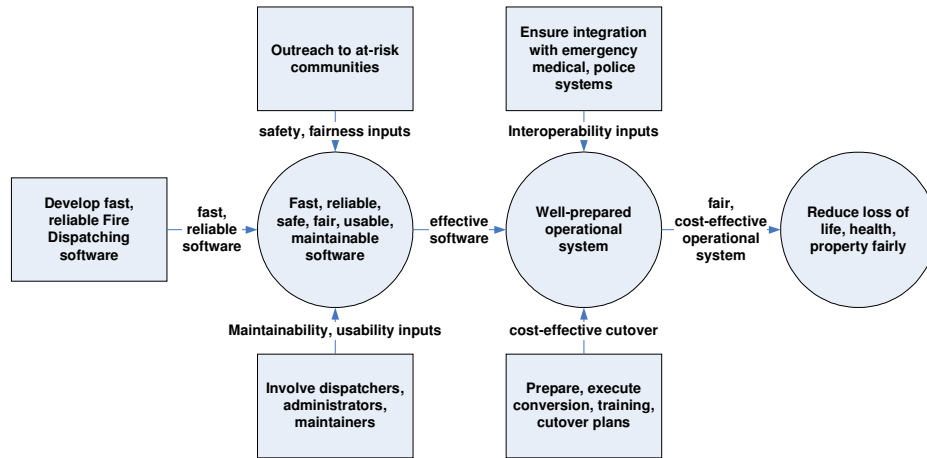 Outreach to at-risk
communities
Ensure integration
with emergency
medical, police
systems
safety, fairness inputs
Interoperability inputs
Develop fast,
reliable Fire
Dispatching
software
fast,
reliable
software
Fast, reliable,
safe, fair, usable,
maintainable
software
effective
software
Well-prepared
operational
system
fair,
cost-effective
operational
system
Reduce loss of
life, health,
property fairly
Maintainability, usability inputs
cost-effective cutover
Involve dispatchers,
administrators,
maintainers
Prepare, execute
conversion, training,
cutover plans